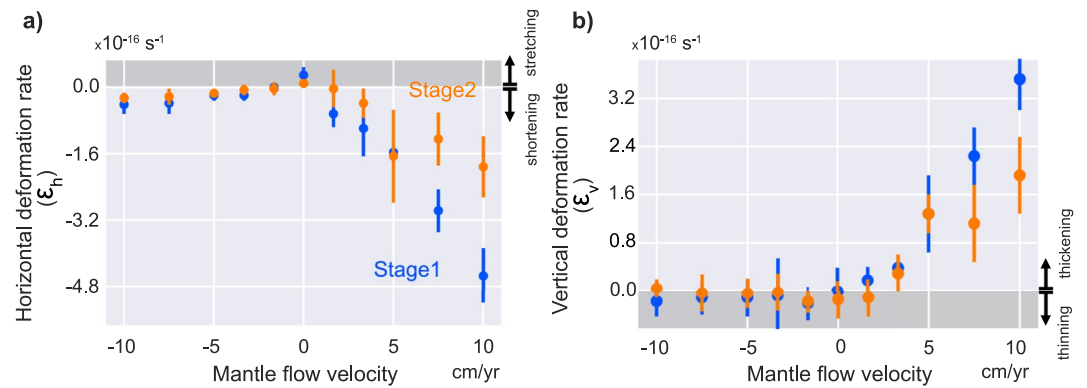 a)
×10⁻¹⁶ s⁻¹
stretching
shortening
Horizontal deformation rate
(ε_h)
0.0
-1.6
-3.2
-4.8
Stage2
Stage1
-10
-5
0
5
10
Mantle flow velocity
cm/yr
b)
×10⁻¹⁶ s⁻¹
Vertical deformation rate
(ε_v)
3.2
2.4
1.6
0.8
0.0
thickening
thinning
-10
-5
0
5
10
Mantle flow velocity
cm/yr